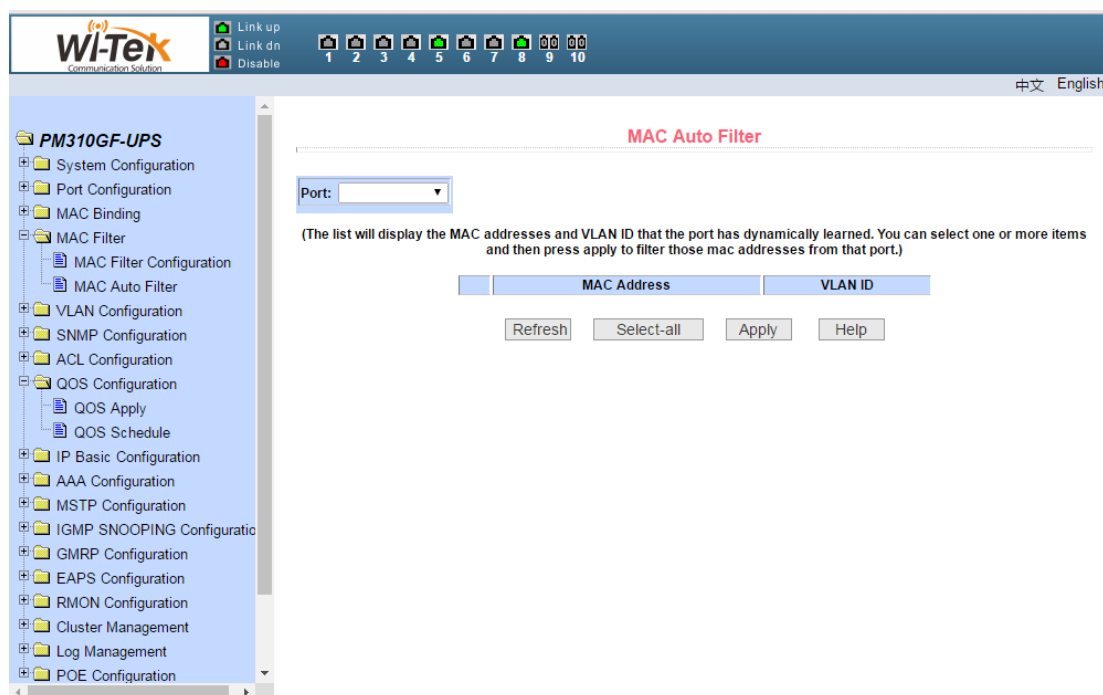 Wi-Tek
Communication Solution
Link up
Link dn
Disable
1 2 3 4 5 6 7 8 9 10
中文 English
PM310GF-UPS
System Configuration
Port Configuration
MAC Binding
MAC Filter
MAC Filter Configuration
MAC Auto Filter
VLAN Configuration
SNMP Configuration
ACL Configuration
QOS Configuration
QOS Apply
QOS Schedule
IP Basic Configuration
AAA Configuration
MSTP Configuration
IGMP SNOOPING Configuratio
GMRP Configuration
EAPS Configuration
RMON Configuration
Cluster Management
Log Management
POE Configuration
MAC Auto Filter
Port:
(The list will display the MAC addresses and VLAN ID that the port has dynamically learned. You can select one or more items
and then press apply to filter those mac addresses from that port.)
MAC Address VLAN ID
Refresh Select-all Apply Help